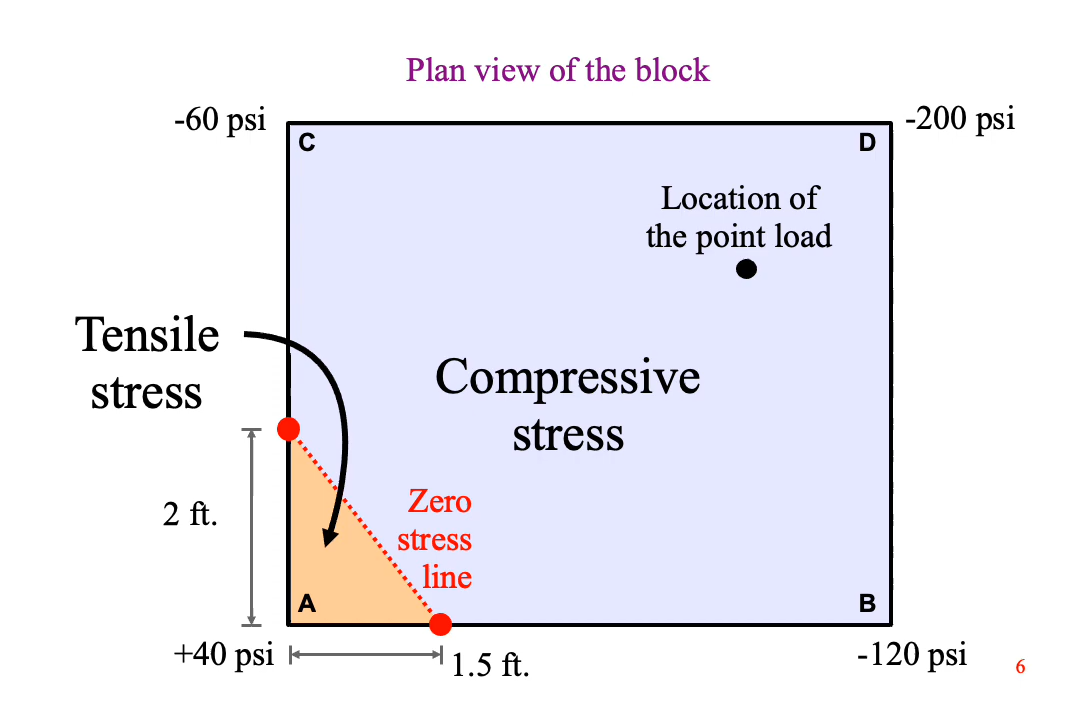 Plan view of the block
-60 psi
-200 psi
C
D
Location of
the point load
Tensile
stress
Compressive
stress
2 ft.
Zero
stress
line
A
B
+40 psi
1.5 ft.
-120 psi
6